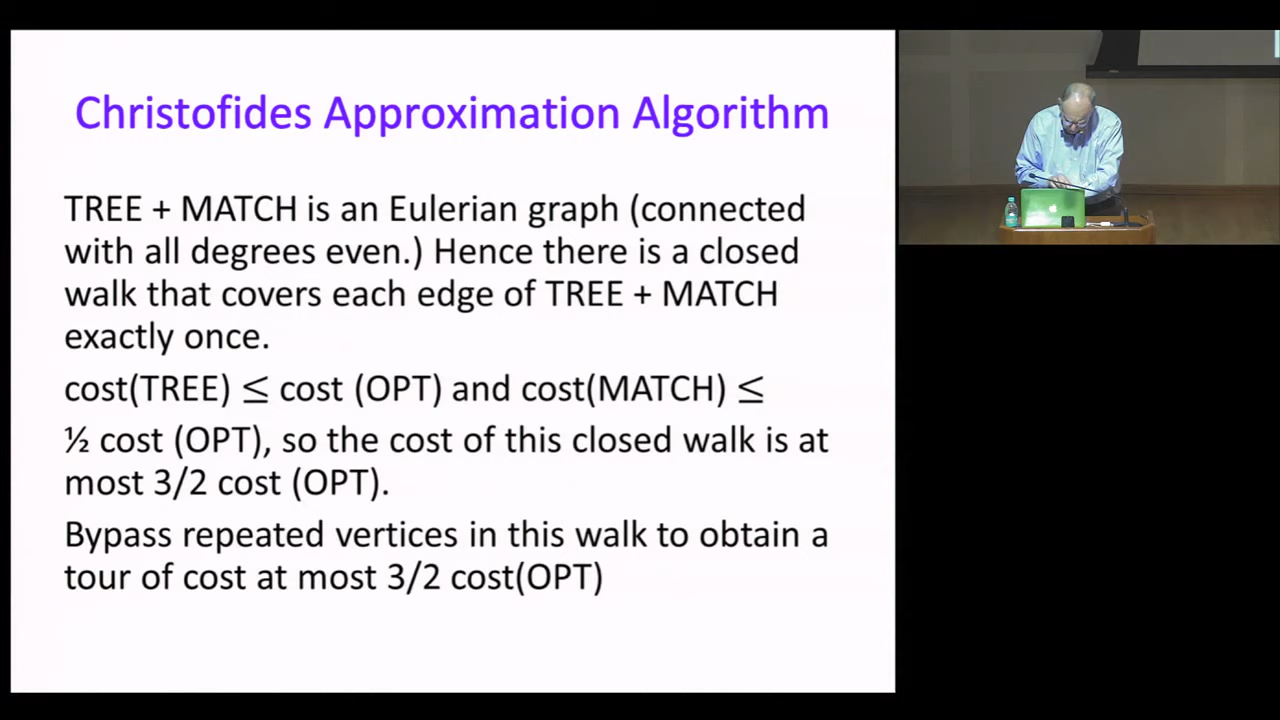 Christofides Approximation Algorithm
TREE + MATCH is an Eulerian graph (connected
with all degrees even.) Hence there is a closed
walk that covers each edge of TREE + MATCH
exactly once.
cost(TREE) ≤ cost (OPT) and cost(MATCH) ≤
½ cost (OPT), so the cost of this closed walk is at
most 3/2 cost (OPT).
Bypass repeated vertices in this walk to obtain a
tour of cost at most 3/2 cost(OPT)